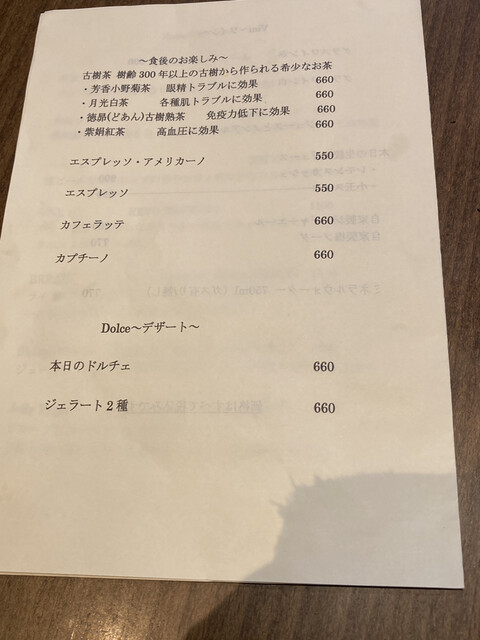 ～食後のお楽しみ～
古樹茶 樹齢300年以上の古樹から作られる希少なお茶
・芳香小野菊茶 眼精トラブルに効果 660
・月光白茶 各種肌トラブルに効果 660
・徳昴(どあん)古樹熟茶 免疫力低下に効果 660
・紫娟紅茶 高血圧に効果 660
エスプレッソ・アメリカーノ 550
エスプレッソ 550
カフェラッテ 660
カプチーノ 660
Dolce～デザート～
本日のドルチェ 660
ジェラート2種 660